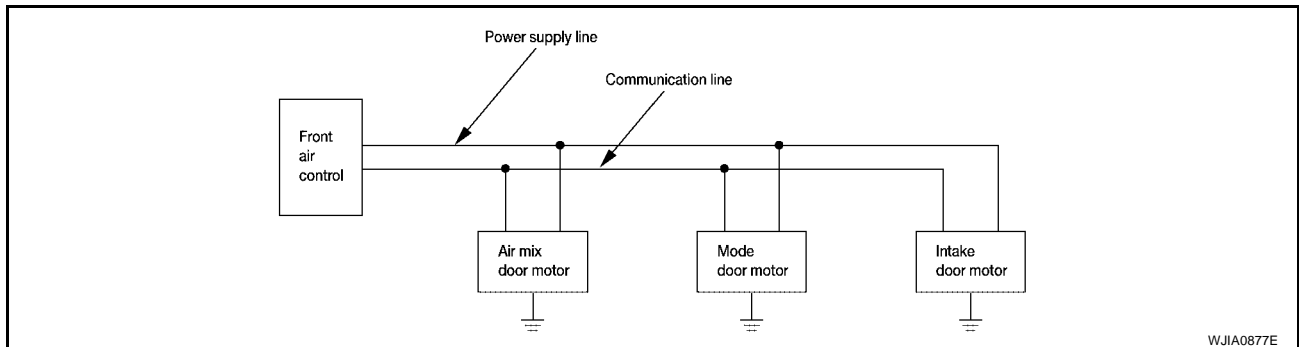 Power supply line
Communication line
Front
air
control
Air mix
door motor
Mode
door motor
Intake
door motor
WJIA0877E